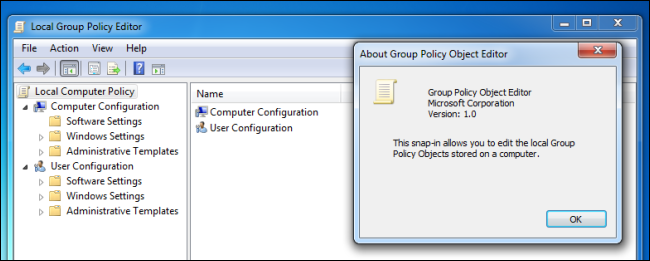 Local Group Policy Editor
File Action View Help
Local Computer Policy
Computer Configuration
Software Settings
Windows Settings
Administrative Templates
User Configuration
Software Settings
Windows Settings
Administrative Templates
Name
Computer Configuration
User Configuration
About Group Policy Object Editor
Group Policy Object Editor
Microsoft Corporation
Version: 1.0
This snap-in allows you to edit the local Group
Policy Objects stored on a computer.
OK